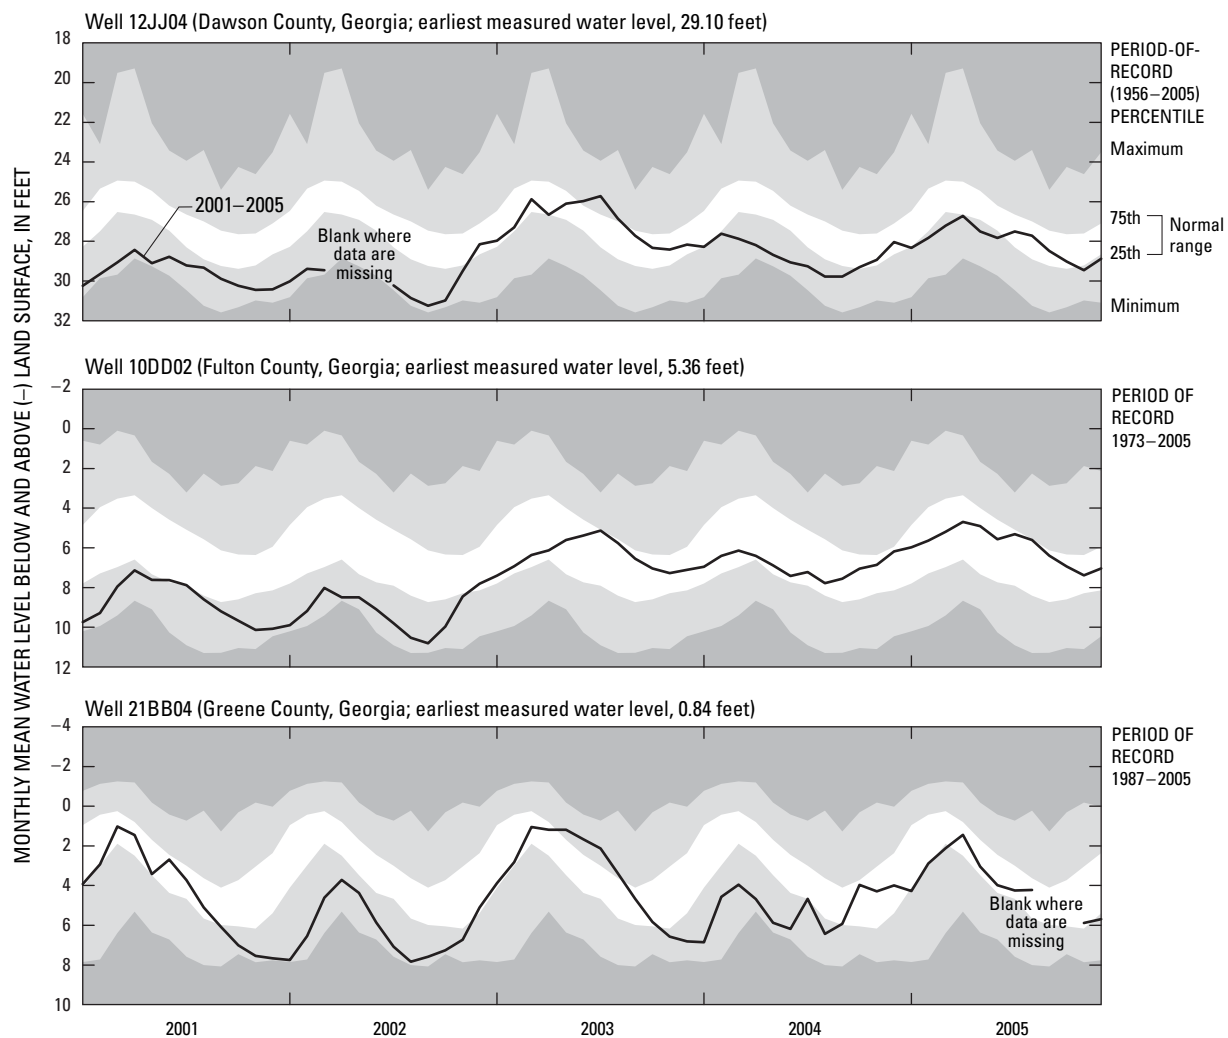 Well 12JJ04 (Dawson County, Georgia; earliest measured water level, 29.10 feet)
18
20
22
24
26
28
30
32
2001–2005
Blank where
data are
missing
PERIOD-OF-
RECORD
(1956–2005)
PERCENTILE
Maximum
75th
25th
Normal
range
Minimum
MONTHLY MEAN WATER LEVEL BELOW AND ABOVE (–) LAND SURFACE, IN FEET
Well 10DD02 (Fulton County, Georgia; earliest measured water level, 5.36 feet)
–2
0
2
4
6
8
10
12
PERIOD OF
RECORD
1973–2005
Well 21BB04 (Greene County, Georgia; earliest measured water level, 0.84 feet)
–4
–2
0
2
4
6
8
10
PERIOD OF
RECORD
1987–2005
Blank where
data are
missing
2001
2002
2003
2004
2005